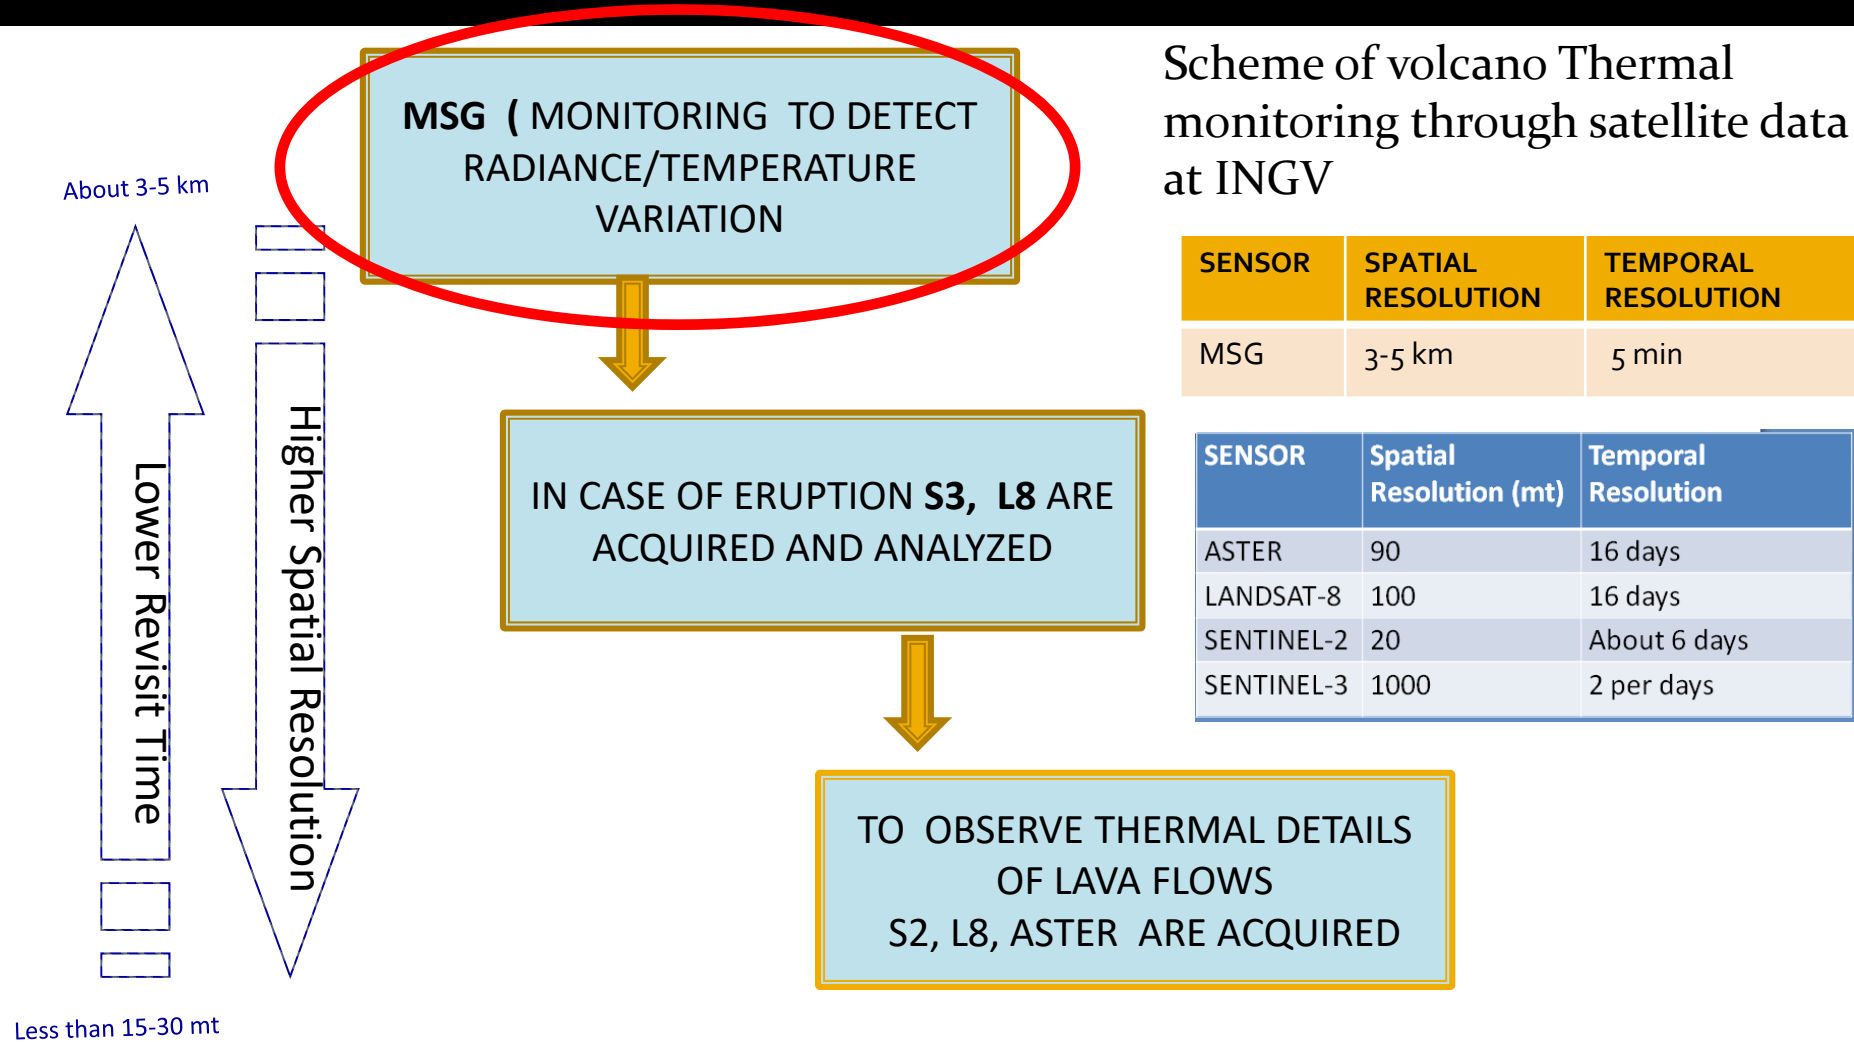 Scheme of volcano Thermal
monitoring through satellite data
at INGV
MSG ( MONITORING TO DETECT
RADIANCE/TEMPERATURE
VARIATION
About 3-5 km
Lower Revisit Time
Higher Spatial Resolution
Less than 15-30 mt
IN CASE OF ERUPTION S3, L8 ARE
ACQUIRED AND ANALYZED
TO OBSERVE THERMAL DETAILS
OF LAVA FLOWS
S2, L8, ASTER ARE ACQUIRED
SENSOR SPATIAL TEMPORAL
RESOLUTION RESOLUTION
MSG 3-5 km 5 min
SENSOR Spatial Temporal
Resolution (mt) Resolution
ASTER 90 16 days
LANDSAT-8 100 16 days
SENTINEL-2 20 About 6 days
SENTINEL-3 1000 2 per days